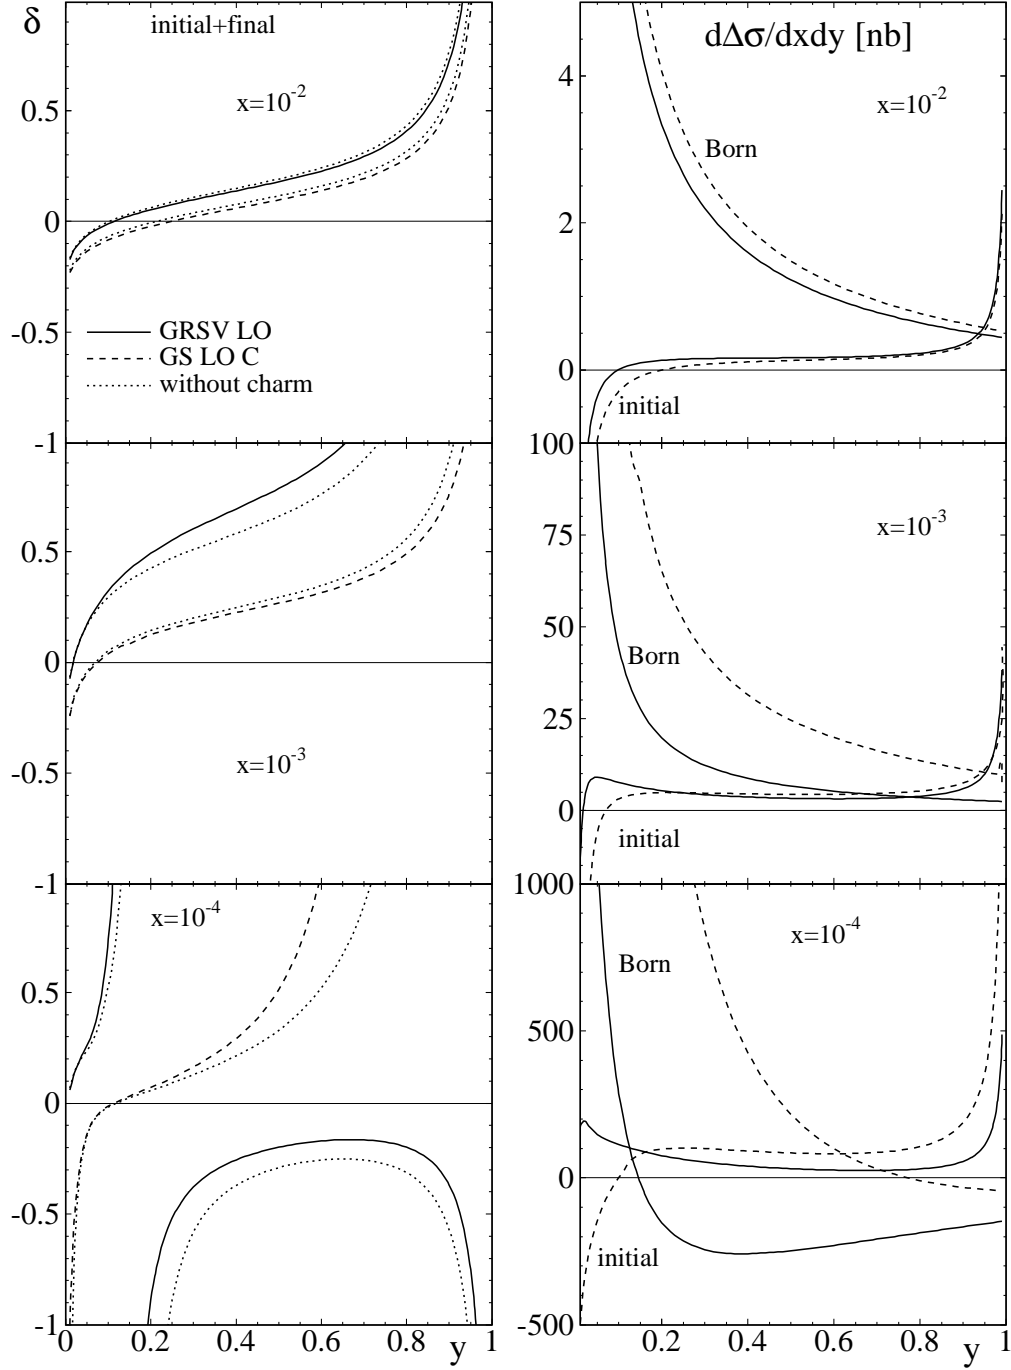 δ
initial+final
x=10⁻²
0.5
0
-0.5
GRSV LO
GS LO C
without charm
-1
dΔσ/dxdy [nb]
x=10⁻²
4
Born
2
0
initial
100
0.5
0
x=10⁻³
-0.5
-1
x=10⁻³
75
50
Born
25
0
initial
1000
x=10⁻⁴
0.5
0
-0.5
-1
0 0.2 0.4 0.6 0.8 y 1
x=10⁻⁴
Born
500
0
initial
-500
0.2 0.4 0.6 0.8 y 1